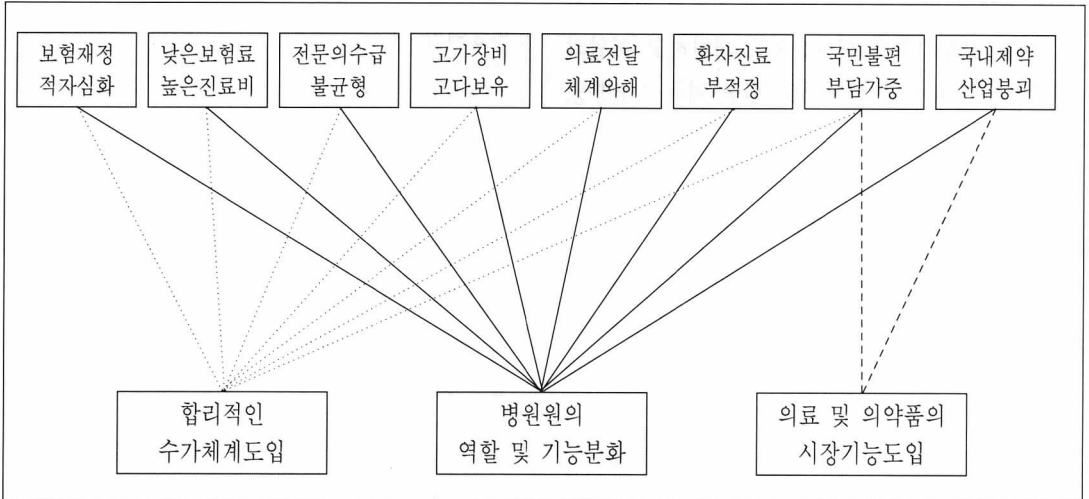 보험재정
적자심화
낮은보험료
높은진료비
전문의수급
불균형
고가장비
고다보유
의료전달
체계와해
환자진료
부적정
국민불편
부담가중
국내제약
산업붕괴
합리적인
수가체계도입
병원원의
역할 및 기능분화
의료 및 의약품의
시장기능도입